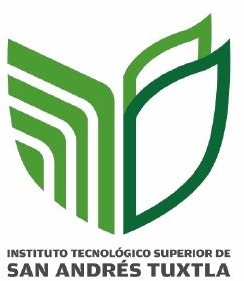 INSTITUTO TECNOLÓGICO SUPERIOR DE
SAN ANDRÉS TUXTLA